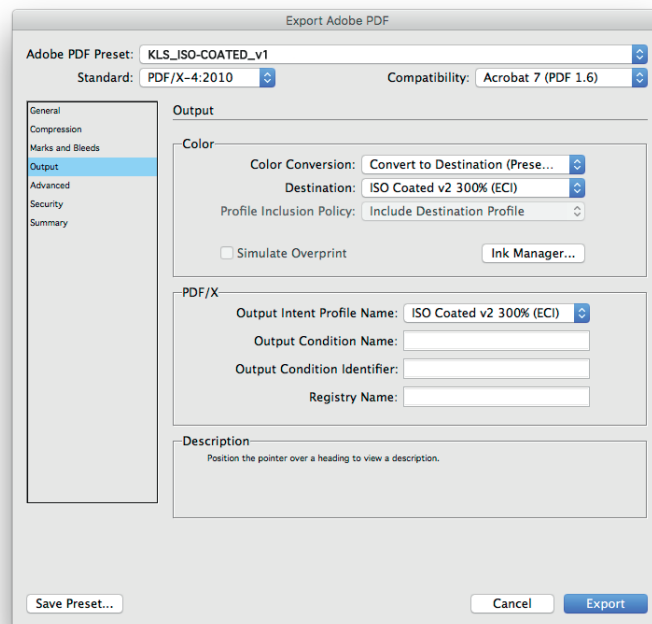 Export Adobe PDF
Adobe PDF Preset: KLS_ISO-COATED_v1
Standard: PDF/X-4:2010 Compatibility: Acrobat 7 (PDF 1.6)
General
Compression
Marks and Bleeds
Output
Advanced
Security
Summary
Output
Color
Color Conversion: Convert to Destination (Prese...
Destination: ISO Coated v2 300% (ECI)
Profile Inclusion Policy: Include Destination Profile
Simulate Overprint Ink Manager...
PDF/X
Output Intent Profile Name: ISO Coated v2 300% (ECI)
Output Condition Name:
Output Condition Identifier:
Registry Name:
Description
Position the pointer over a heading to view a description.
Save Preset... Cancel Export